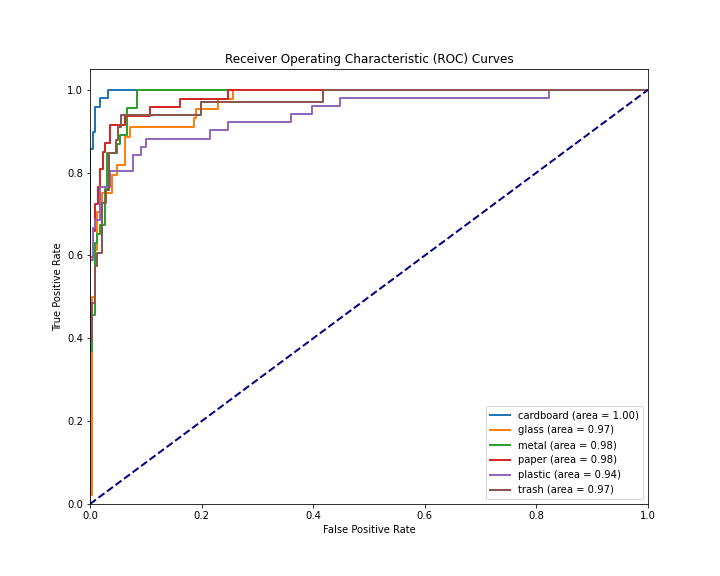 Receiver Operating Characteristic (ROC) Curves
True Positive Rate
1.0
0.8
0.6
0.4
0.2
0.0
0.0 0.2 0.4 0.6 0.8 1.0
False Positive Rate
cardboard (area = 1.00)
glass (area = 0.97)
metal (area = 0.98)
paper (area = 0.98)
plastic (area = 0.94)
trash (area = 0.97)